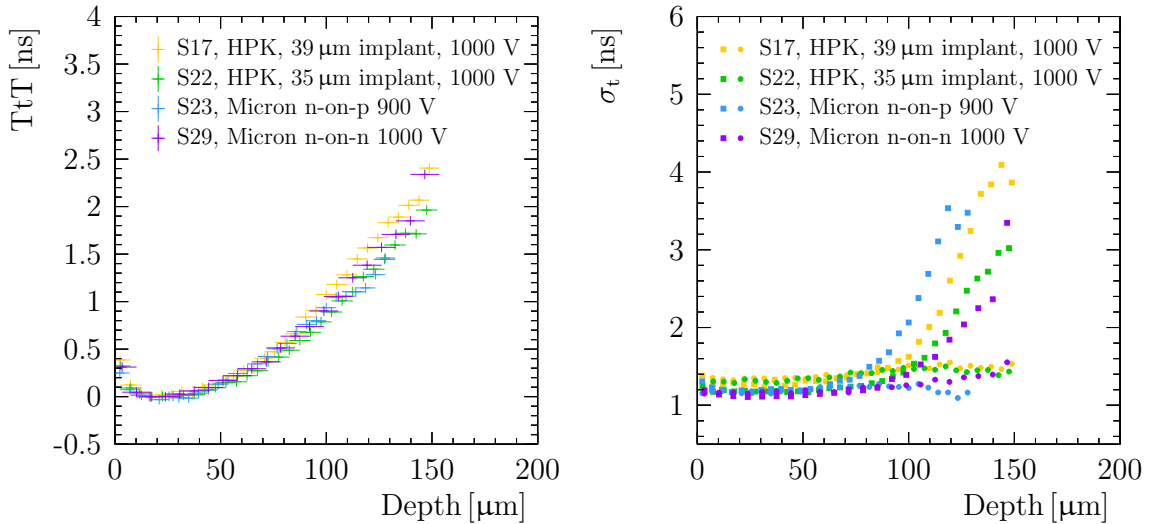 TtT [ns]
4
3.5
3
2.5
2
1.5
1
0.5
0
-0.5
S17, HPK, 39 μm implant, 1000 V
S22, HPK, 35 μm implant, 1000 V
S23, Micron n-on-p 900 V
S29, Micron n-on-n 1000 V
0 50 100 150 200
Depth [μm]
σt [ns]
6
5
4
3
2
1
S17, HPK, 39 μm implant, 1000 V
S22, HPK, 35 μm implant, 1000 V
S23, Micron n-on-p 900 V
S29, Micron n-on-n 1000 V
0 50 100 150 200
Depth [μm]